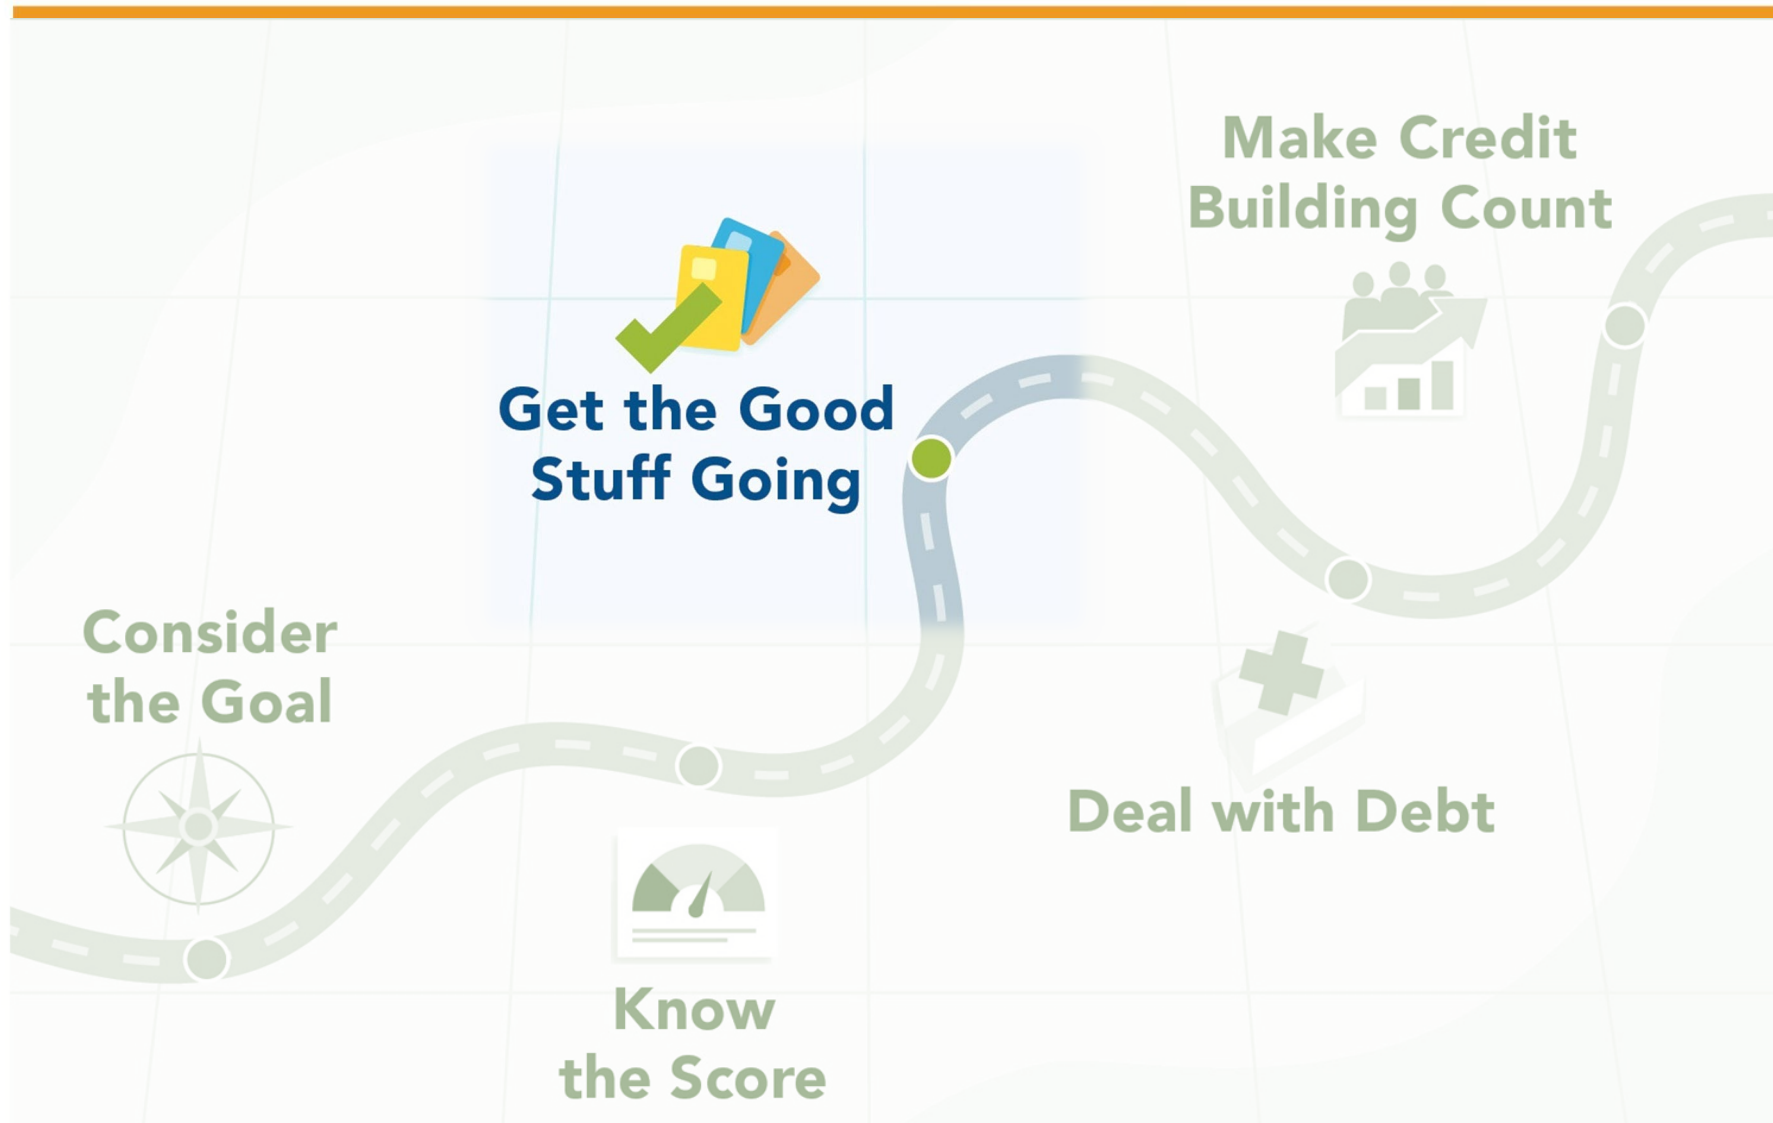 Make Credit
Building Count
Get the Good
Stuff Going
Consider
the Goal
Deal with Debt
Know
the Score